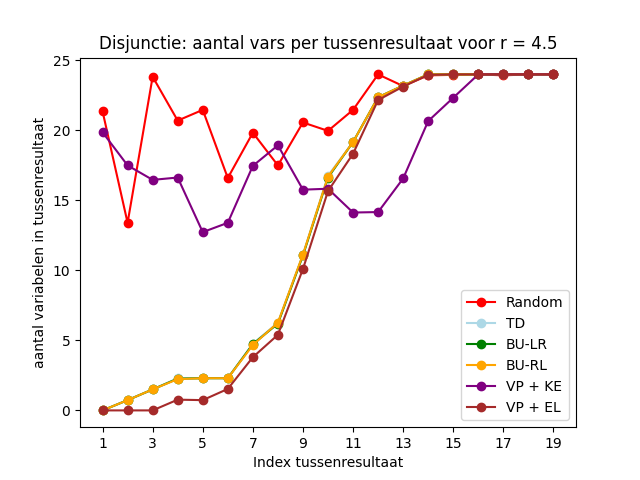 Disjunctie: aantal vars per tussenresultaat voor r = 4.5
aantal variabelen in tussenresultaat
25
20
15
10
5
0
1
3
5
7
9
11
13
15
17
19
Index tussenresultaat
Random
TD
BU-LR
BU-RL
VP + KE
VP + EL